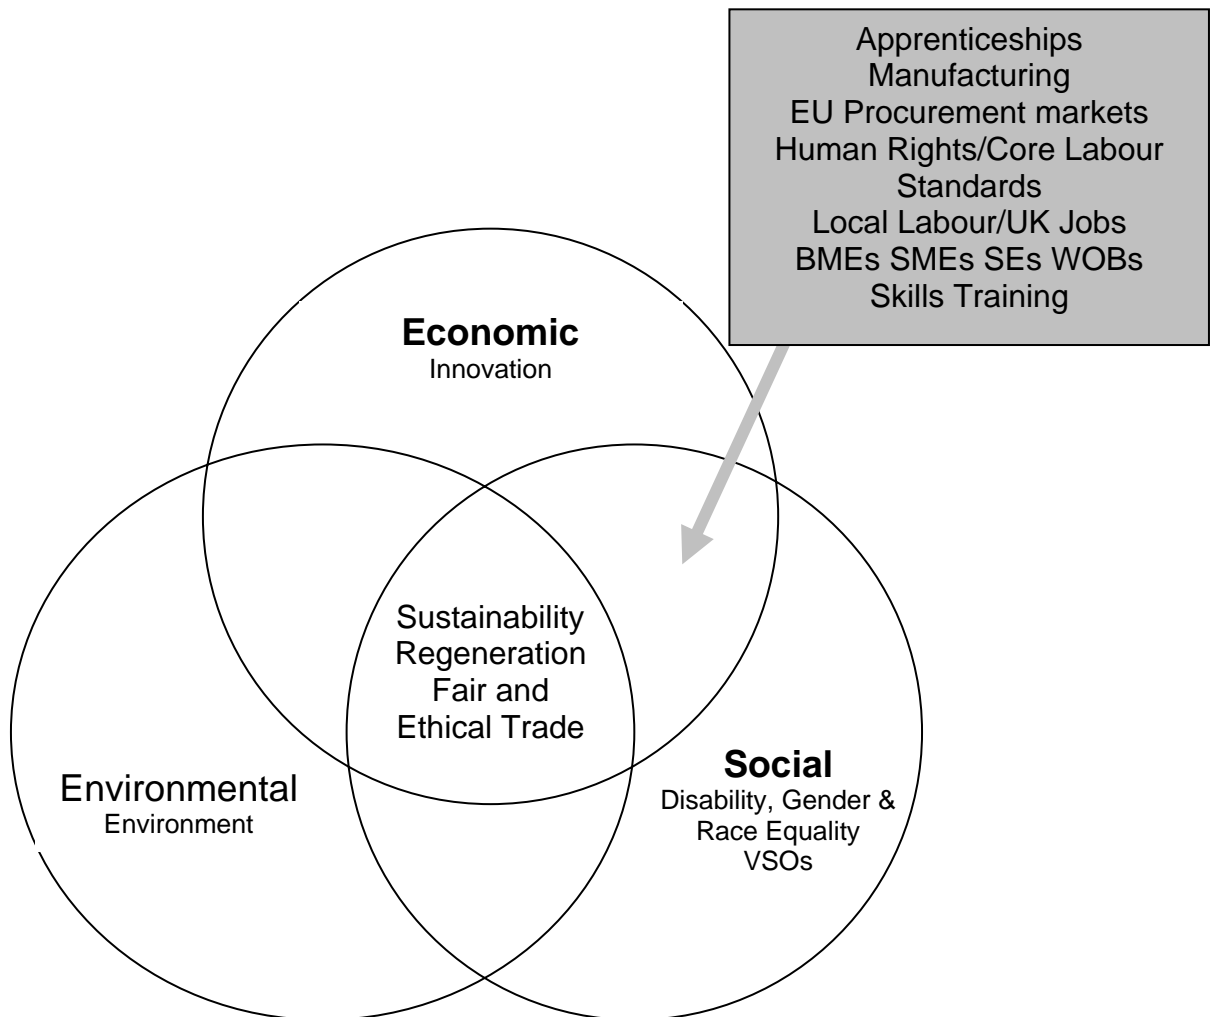 Apprenticeships
Manufacturing
EU Procurement markets
Human Rights/Core Labour
Standards
Local Labour/UK Jobs
BMEs SMEs SEs WOBs
Skills Training
Economic
Innovation
Sustainability
Regeneration
Fair and
Ethical Trade
Environmental
Environment
Social
Disability, Gender &
Race Equality
VSOs